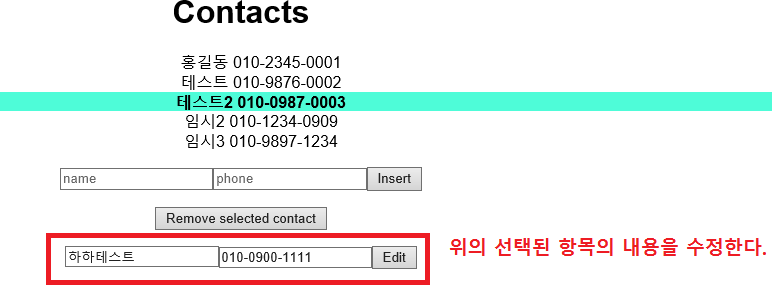 Contacts
홍길동 010-2345-0001
테스트 010-9876-0002
테스트2 010-0987-0003
임시2 010-1234-0909
임시3 010-9897-1234
name phone Insert
Remove selected contact
하하테스트 010-0900-1111 Edit
위의 선택된 항목의 내용을 수정한다.